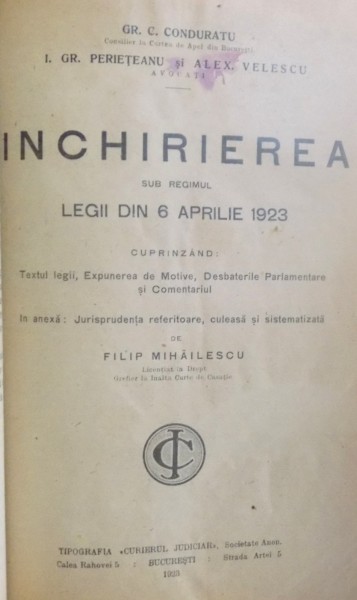 GR. C. CONDURATU
Consilier la Curtea de Apel din București
I. GR. PERIEȚEANU și ALEX. VELESCU
AVOCAȚI
INCHIRIEREA
SUB REGIMUL
LEGII DIN 6 APRILIE 1923
CUPRINZÂND:
Textul legii, Expunerea de Motive, Desbaterile Parlamentare
și Comentariul
In anexă: Jurisprudența referitoare, culeasă și sistematizată
DE
FILIP MIHĂILESCU
Licențiat în Drept
Grefier la Inalta Curte de Casație
CJ
TIPOGRAFIA «CURIERUL JUDICIAR», Societate Anon.
Calea Rahovei 5 : BUCUREȘTI : Strada Artei 5
1923